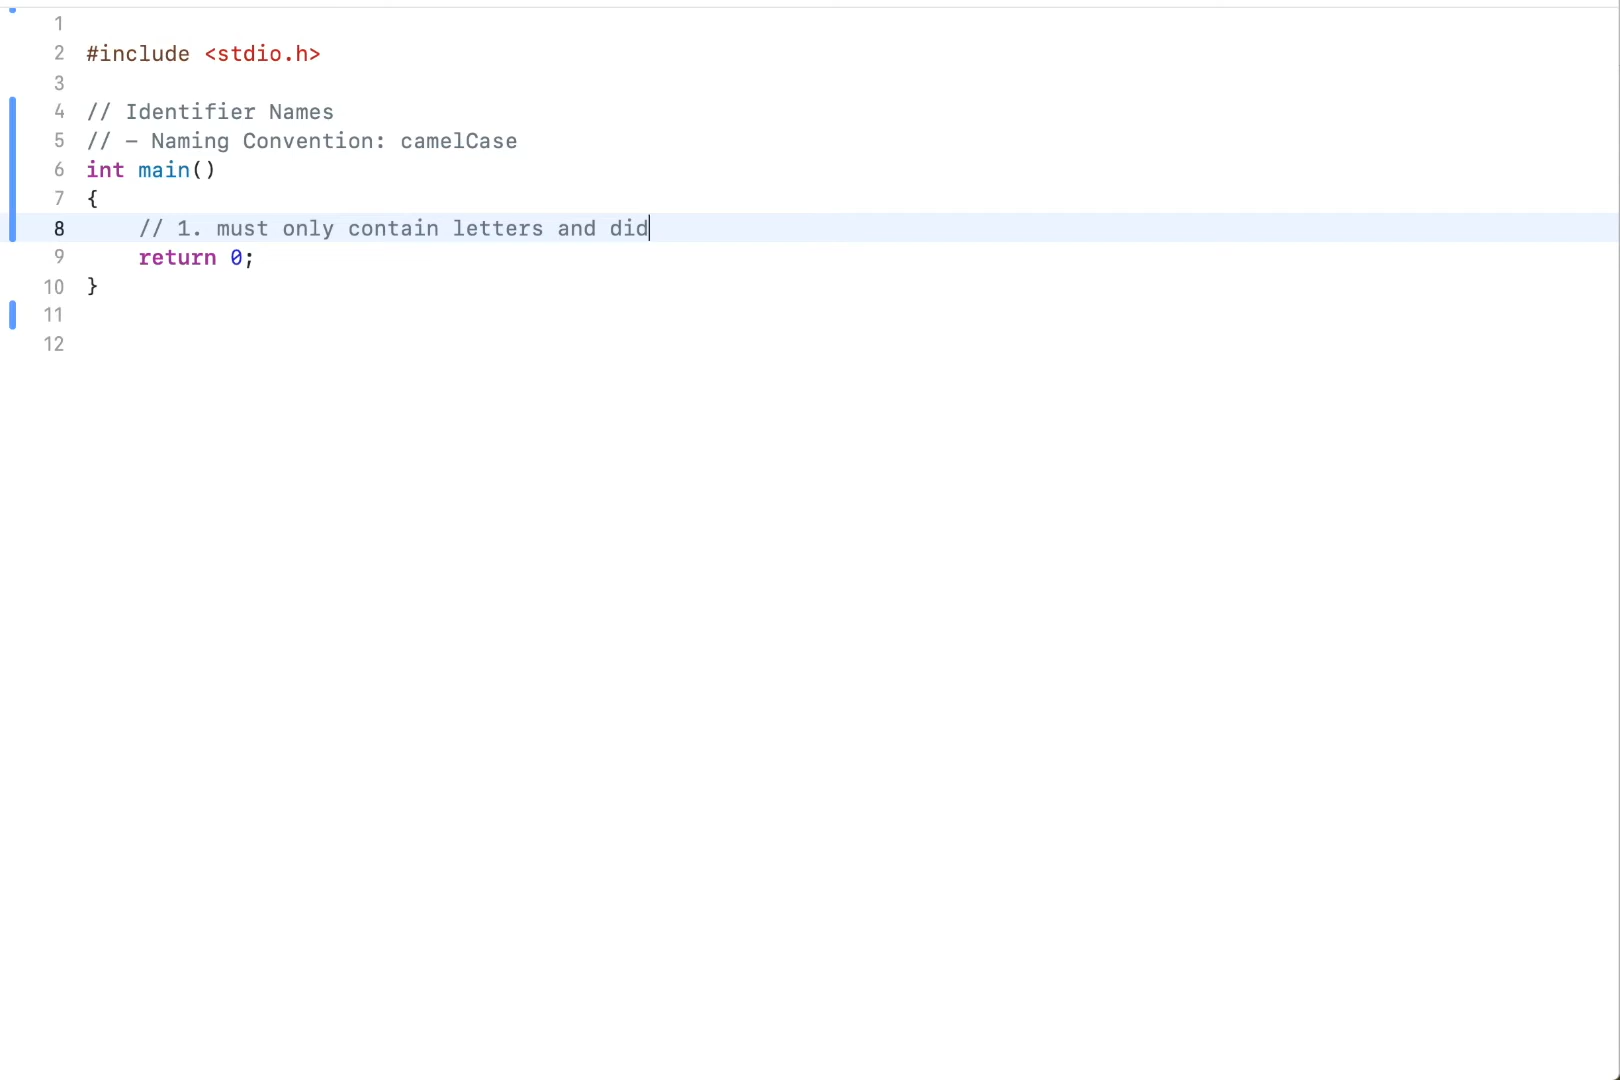 1
2 #include <stdio.h>
3
4 // Identifier Names
5 // – Naming Convention: camelCase
6 int main()
7 {
8     // 1. must only contain letters and did
9     return 0;
10 }
11
12